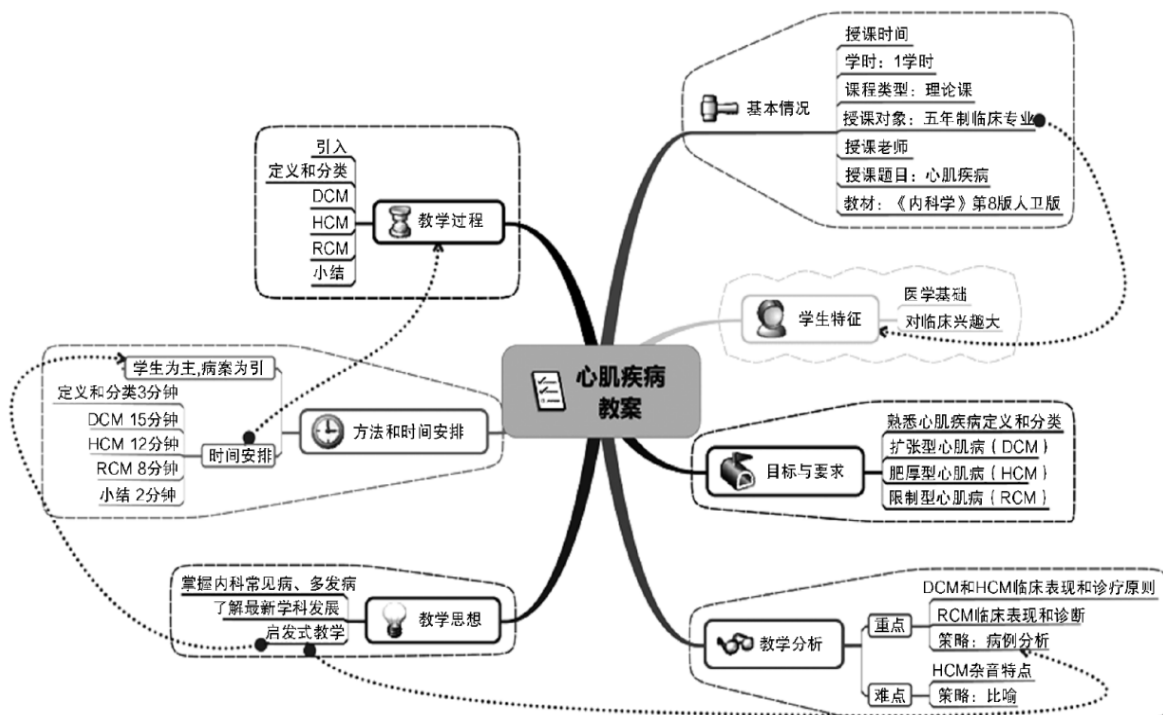 心肌疾病
教案
基本情况
授课时间
学时：1学时
课程类型：理论课
授课对象：五年制临床专业
授课老师
授课题目：心肌疾病
教材：《内科学》第8版人卫版
学生特征
医学基础
对临床兴趣大
目标与要求
熟悉心肌疾病定义和分类
扩张型心肌病（DCM）
肥厚型心肌病（HCM）
限制型心肌病（RCM）
教学分析
重点
DCM和HCM临床表现和诊疗原则
RCM临床表现和诊断
策略：病例分析
难点
HCM杂音特点
策略：比喻
教学过程
引入
定义和分类
DCM
HCM
RCM
小结
方法和时间安排
学生为主,病案为引
时间安排
定义和分类3分钟
DCM 15分钟
HCM 12分钟
RCM 8分钟
小结 2分钟
教学思想
掌握内科常见病、多发病
了解最新学科发展
启发式教学